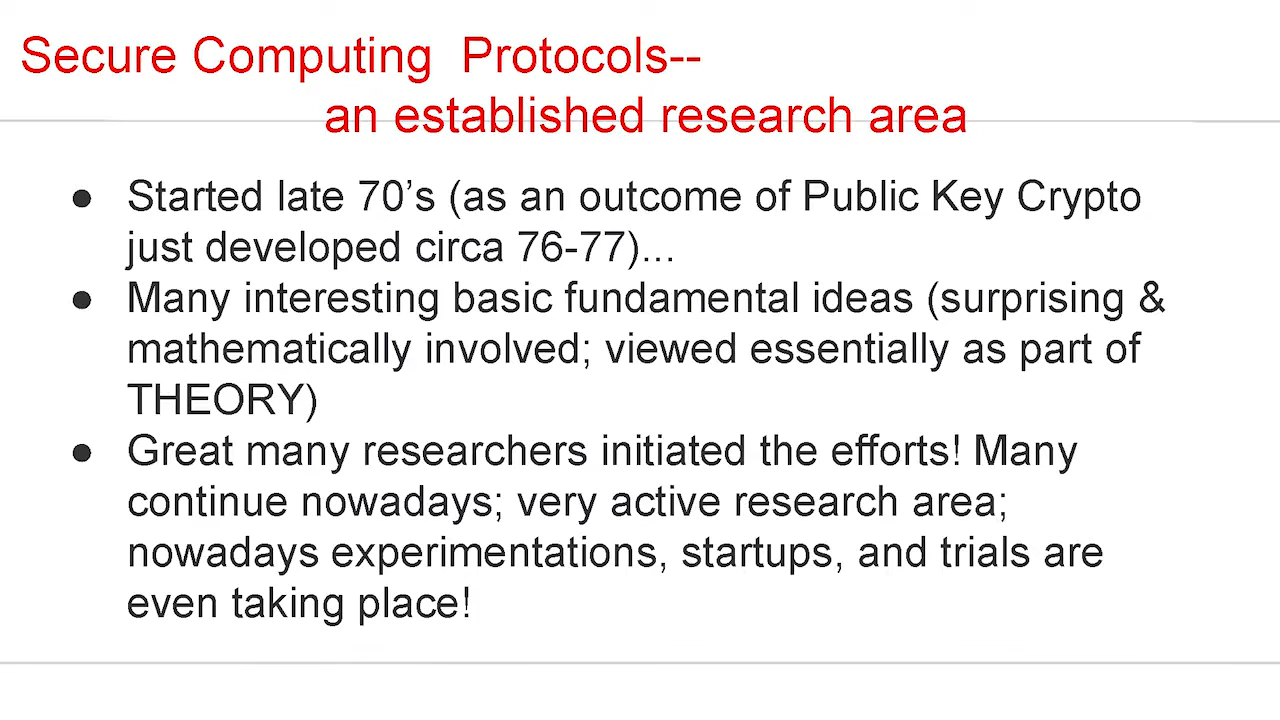 Secure Computing Protocols--
an established research area
● Started late 70’s (as an outcome of Public Key Crypto
just developed circa 76-77)...
● Many interesting basic fundamental ideas (surprising &
mathematically involved; viewed essentially as part of
THEORY)
● Great many researchers initiated the efforts! Many
continue nowadays; very active research area;
nowadays experimentations, startups, and trials are
even taking place!